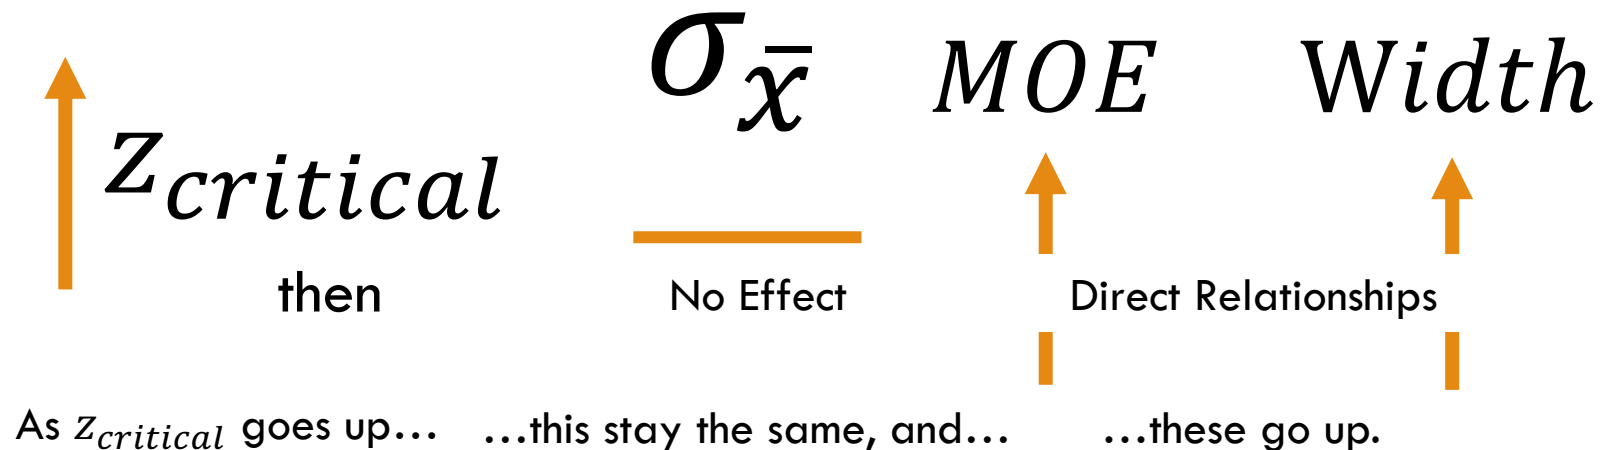 z_critical σ_x̄ MOE Width
then No Effect Direct Relationships
As z_critical goes up… …this stay the same, and… …these go up.